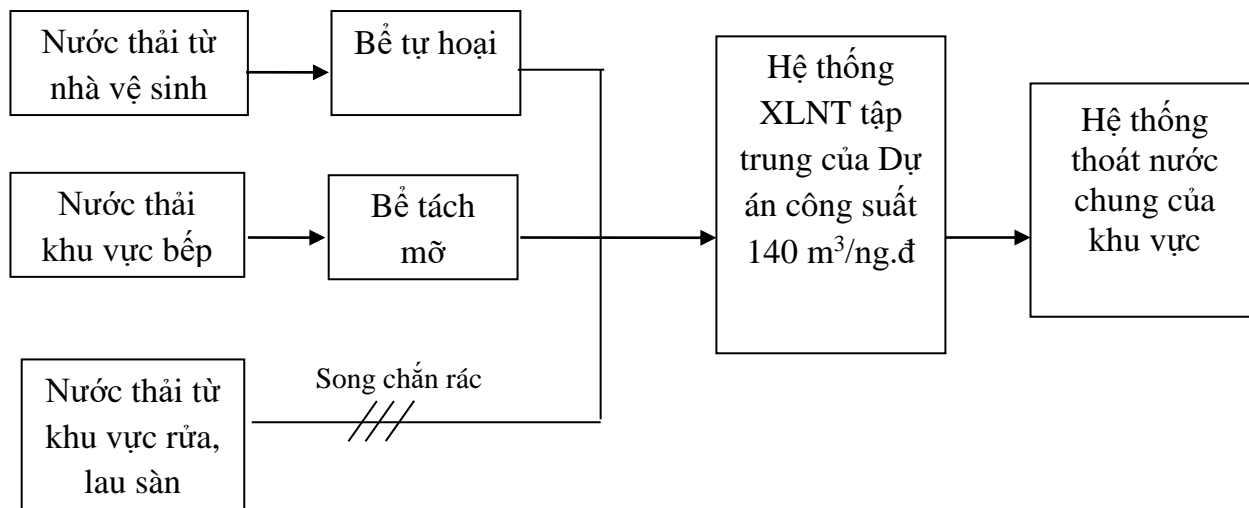 Nước thải từ
nhà vệ sinh
Bể tự hoại
Nước thải
khu vực bếp
Bể tách
mỡ
Nước thải từ
khu vực rửa,
lau sàn
Song chắn rác
Hệ thống
XLNT tập
trung của Dự
án công suất
140 m³/ng.đ
Hệ thống
thoát nước
chung của
khu vực